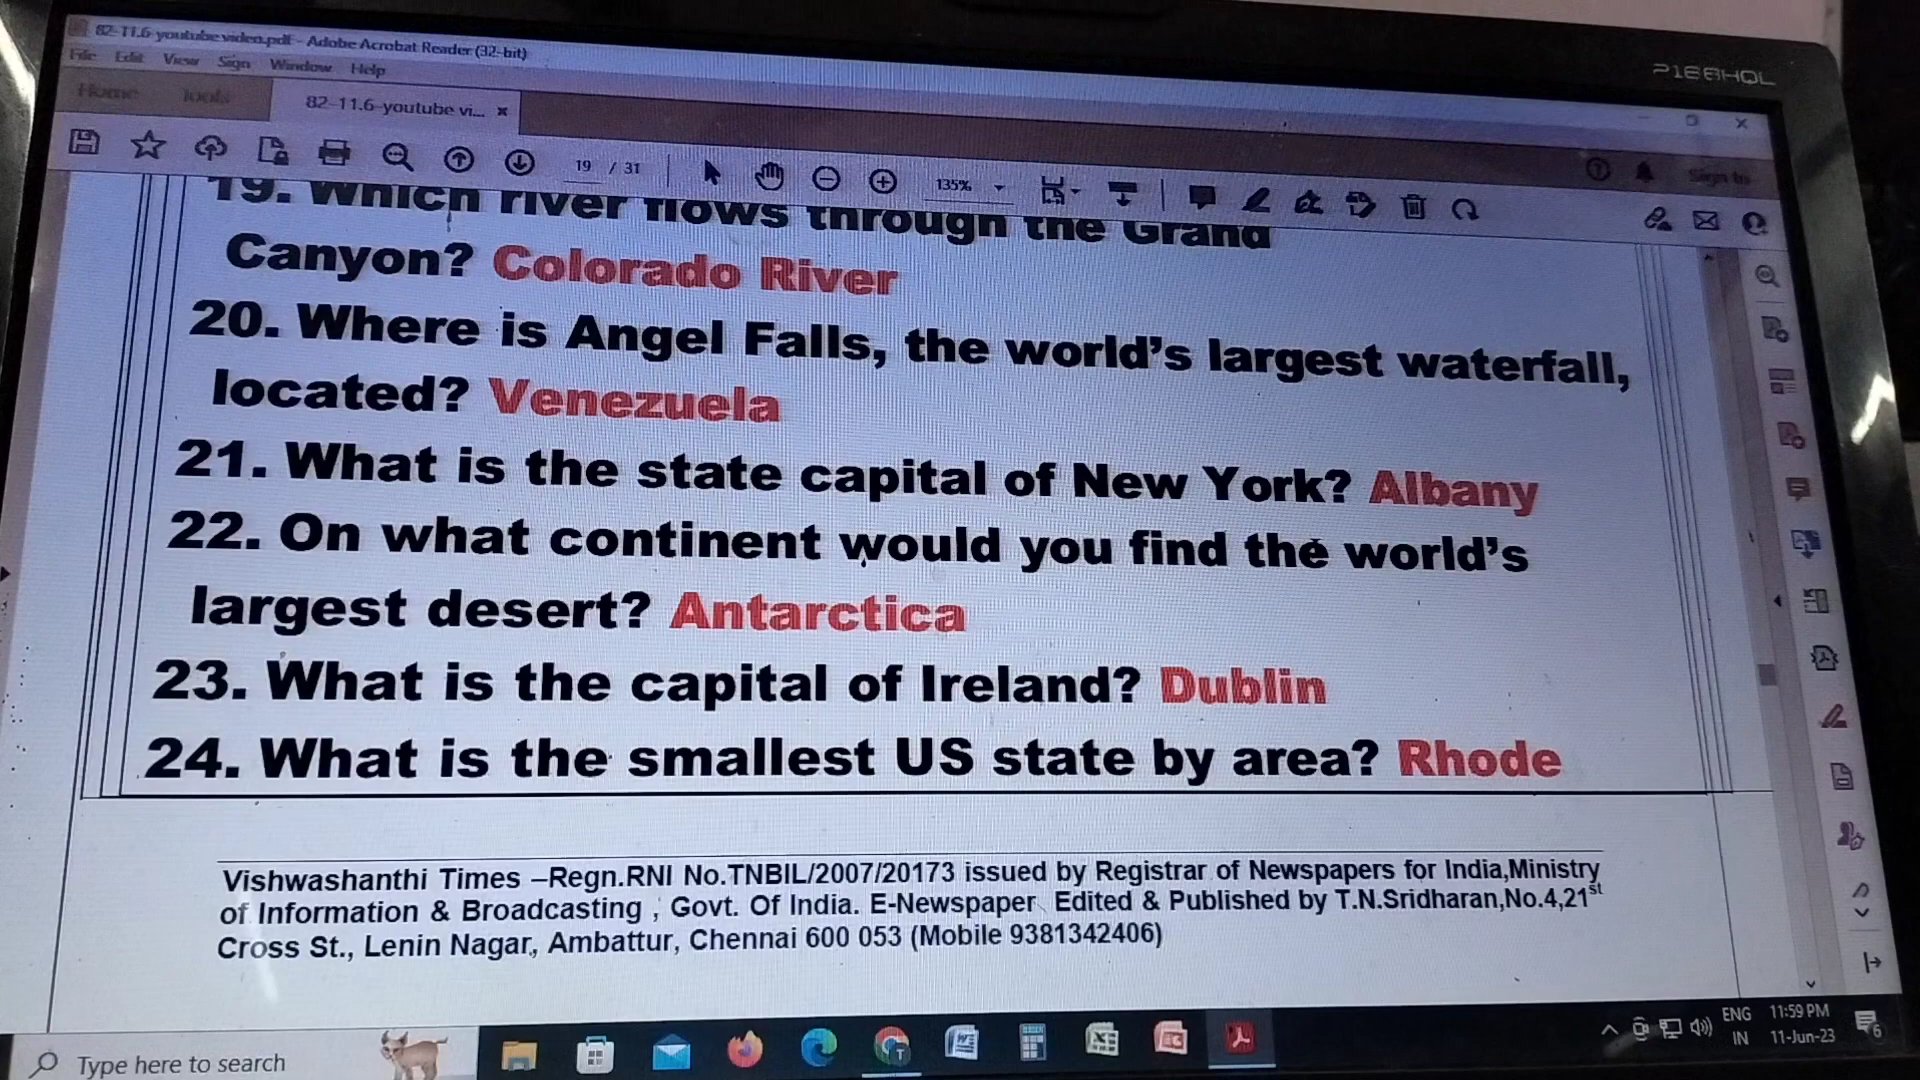 82-11.6-youtube video.pdf - Adobe Acrobat Reader (32-bit)
File Edit View Sign Window Help
P166HQL
Home Tools 82-11.6-youtube vi... x
19 / 31 135%
Sign In
19. Which river flows through the Grand
Canyon? Colorado River
20. Where is Angel Falls, the world's largest waterfall,
located? Venezuela
21. What is the state capital of New York? Albany
22. On what continent would you find the world's
largest desert? Antarctica
23. What is the capital of Ireland? Dublin
24. What is the smallest US state by area? Rhode
Vishwashanthi Times –Regn.RNI No.TNBIL/2007/20173 issued by Registrar of Newspapers for India,Ministry
of Information & Broadcasting , Govt. Of India. E-Newspaper Edited & Published by T.N.Sridharan,No.4,21st
Cross St., Lenin Nagar, Ambattur, Chennai 600 053 (Mobile 9381342406)
Type here to search
ENG 11:59 PM
IN 11-Jun-23 6